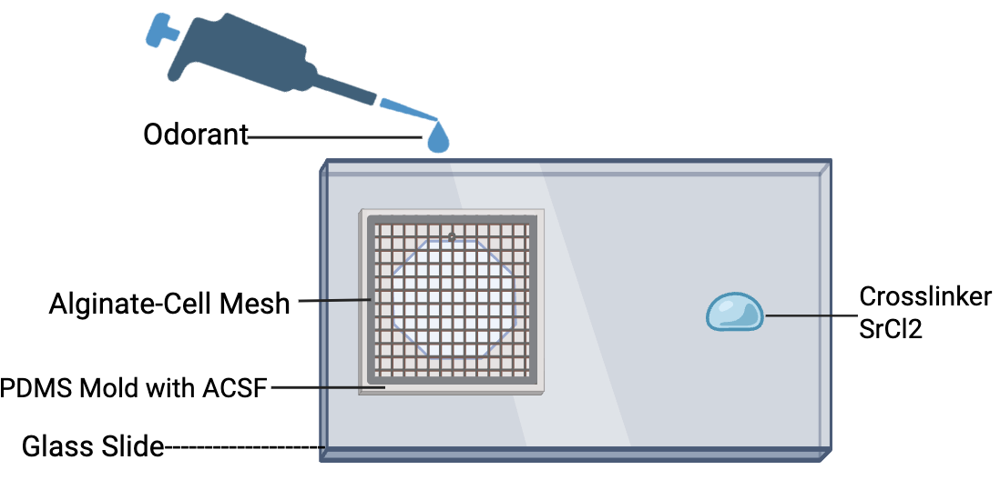 Odorant
Alginate-Cell Mesh
Crosslinker
SrCl2
PDMS Mold with ACSF
Glass Slide